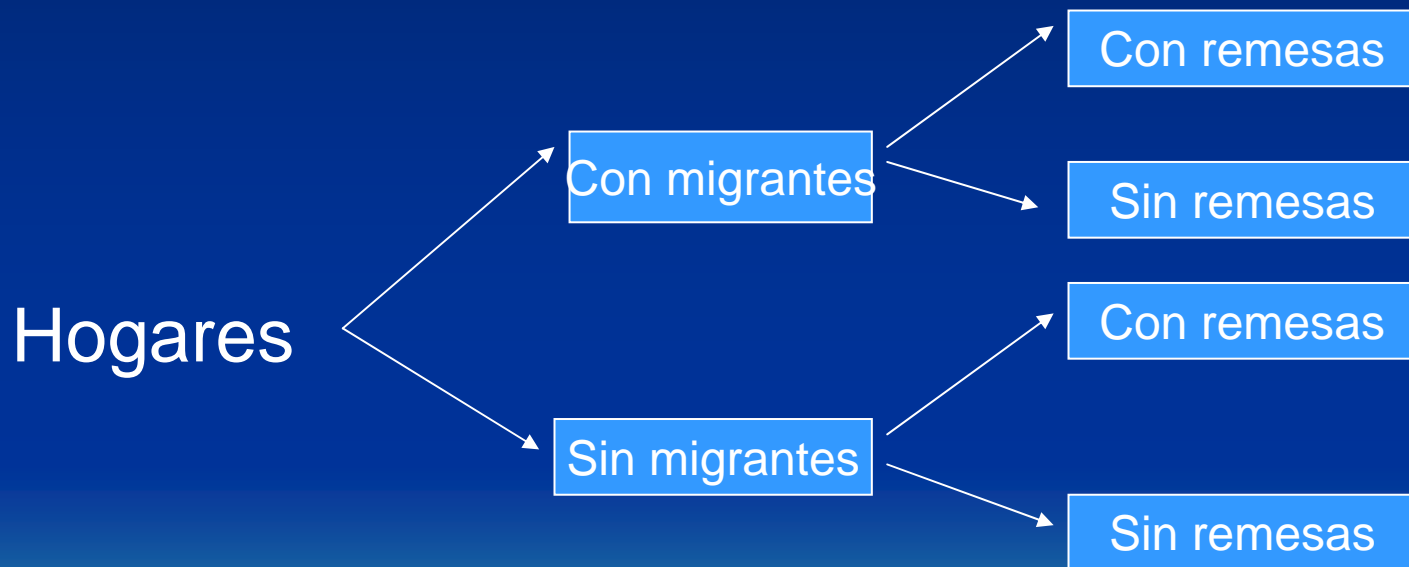 Con remesas
Con migrantes
Sin remesas
Hogares
Con remesas
Sin migrantes
Sin remesas